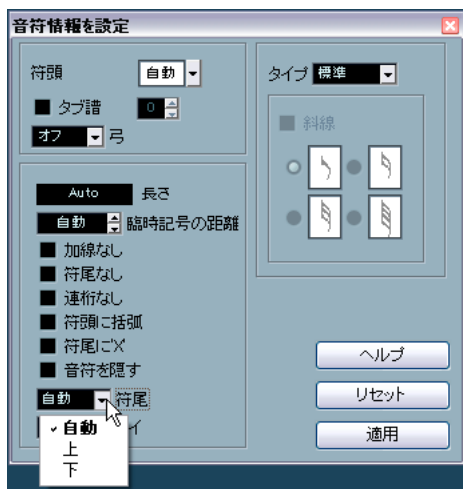 音符情報を設定
符頭 自動
タブ譜 0
オフ 弓
Auto 長さ
自動 臨時記号の距離
加線なし
符尾なし
連桁なし
符頭に括弧
符尾に'X'
音符を隠す
自動 符尾
イ
自動
上
下
タイプ 標準
斜線
ヘルプ
リセット
適用